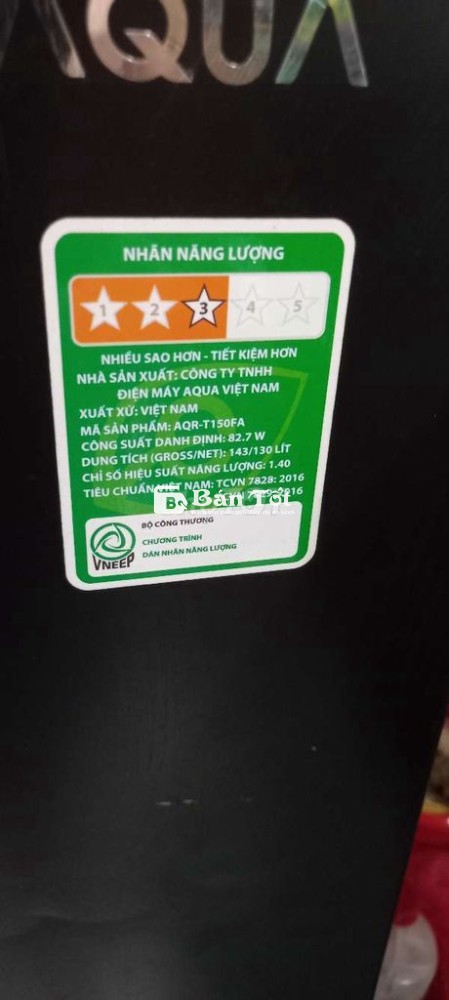 AQUA
NHÃN NĂNG LƯỢNG
1 2 3 4 5
NHIỀU SAO HƠN - TIẾT KIỆM HƠN
NHÀ SẢN XUẤT: CÔNG TY TNHH
ĐIỆN MÁY AQUA VIỆT NAM
XUẤT XỨ: VIỆT NAM
MÃ SẢN PHẨM: AQR-T150FA
CÔNG SUẤT DANH ĐỊNH: 82.7 W
DUNG TÍCH (GROSS/NET): 143/130 LÍT
CHỈ SỐ HIỆU SUẤT NĂNG LƯỢNG: 1.40
TIÊU CHUẨN VIỆT NAM: TCVN 7828: 2016
Bán Tốt
BỘ CÔNG THƯƠNG
CHƯƠNG TRÌNH
DÁN NHÃN NĂNG LƯỢNG
VNEEP